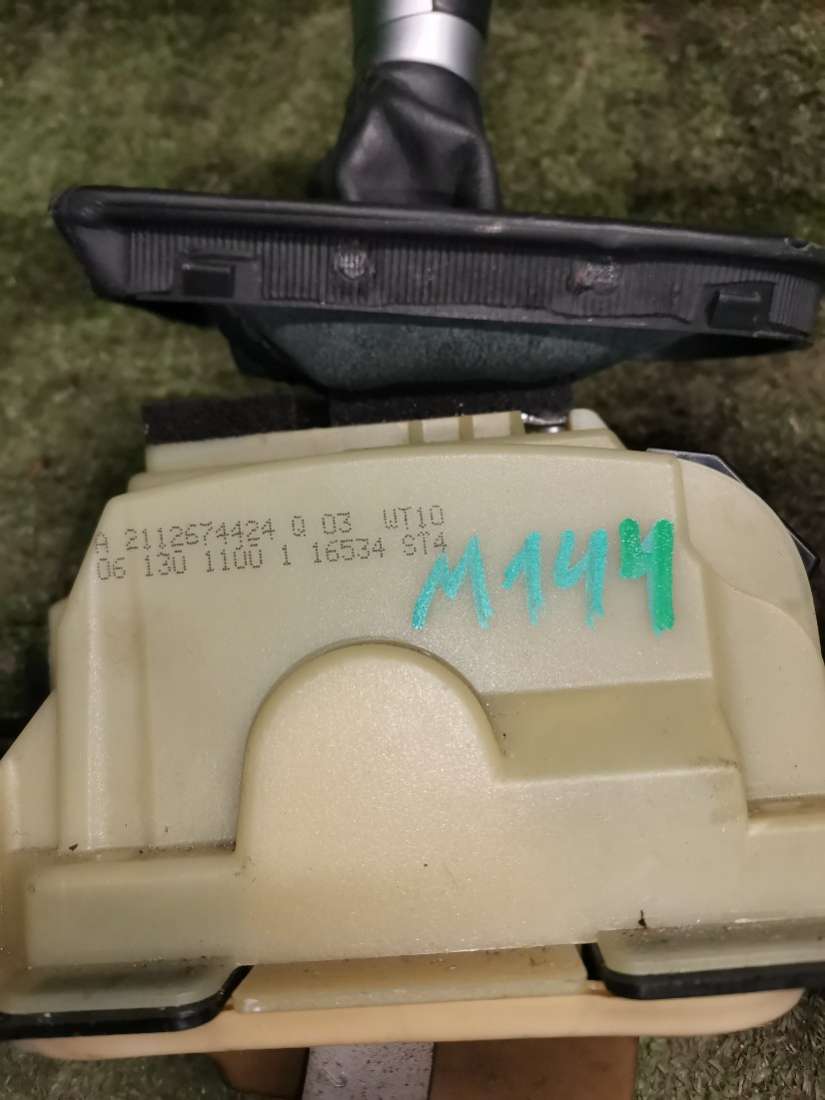 A 2112674424 Q 03 WT10
06 130 1100 1 16534 ST4
M144